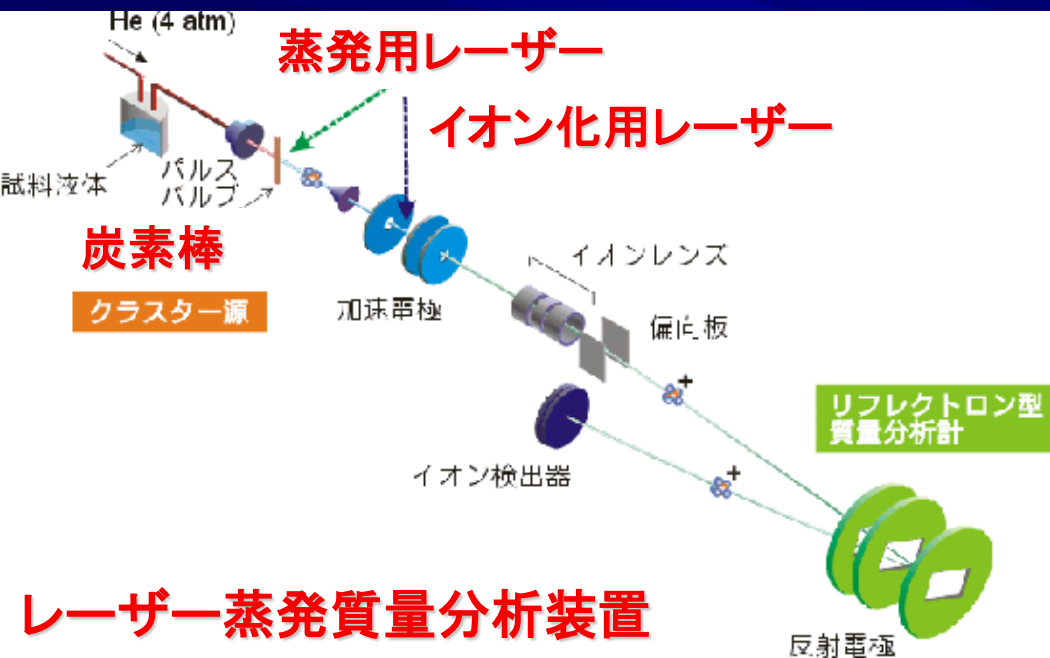 He (4 atm)
蒸発用レーザー
イオン化用レーザー
試料液体
パルス
バルブ
炭素棒
クラスター源
加速電極
イオンレンズ
偏向板
+
リフレクトロン型
質量分析計
イオン検出器
+
レーザー蒸発質量分析装置
反射電極